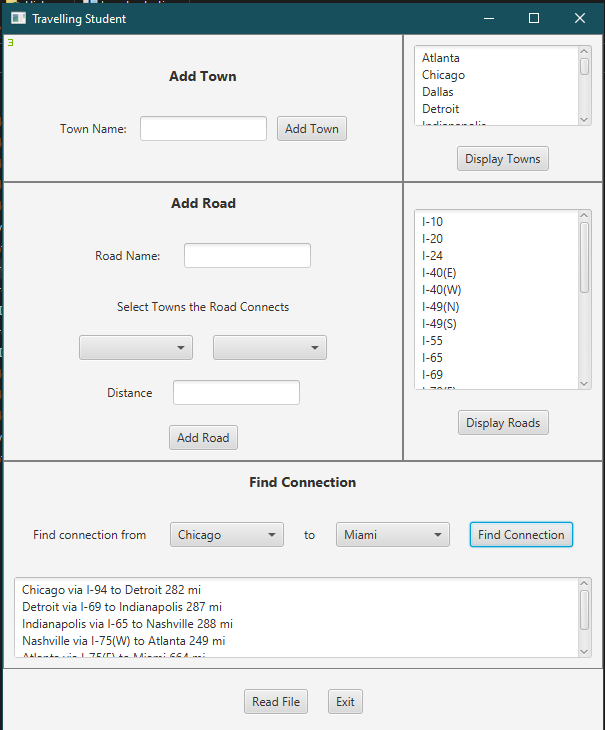 Travelling Student
Add Town
Town Name:
Add Town
Atlanta
Chicago
Dallas
Detroit
Indianapolis
Display Towns
Add Road
Road Name:
Select Towns the Road Connects
Distance
Add Road
I-10
I-20
I-24
I-40(E)
I-40(W)
I-49(N)
I-49(S)
I-55
I-65
I-69
Display Roads
Find Connection
Find connection from Chicago to Miami Find Connection
Chicago via I-94 to Detroit 282 mi
Detroit via I-69 to Indianapolis 287 mi
Indianapolis via I-65 to Nashville 288 mi
Nashville via I-75(W) to Atlanta 249 mi
Atlanta via I-75(E) to Miami 664 mi
Read File Exit